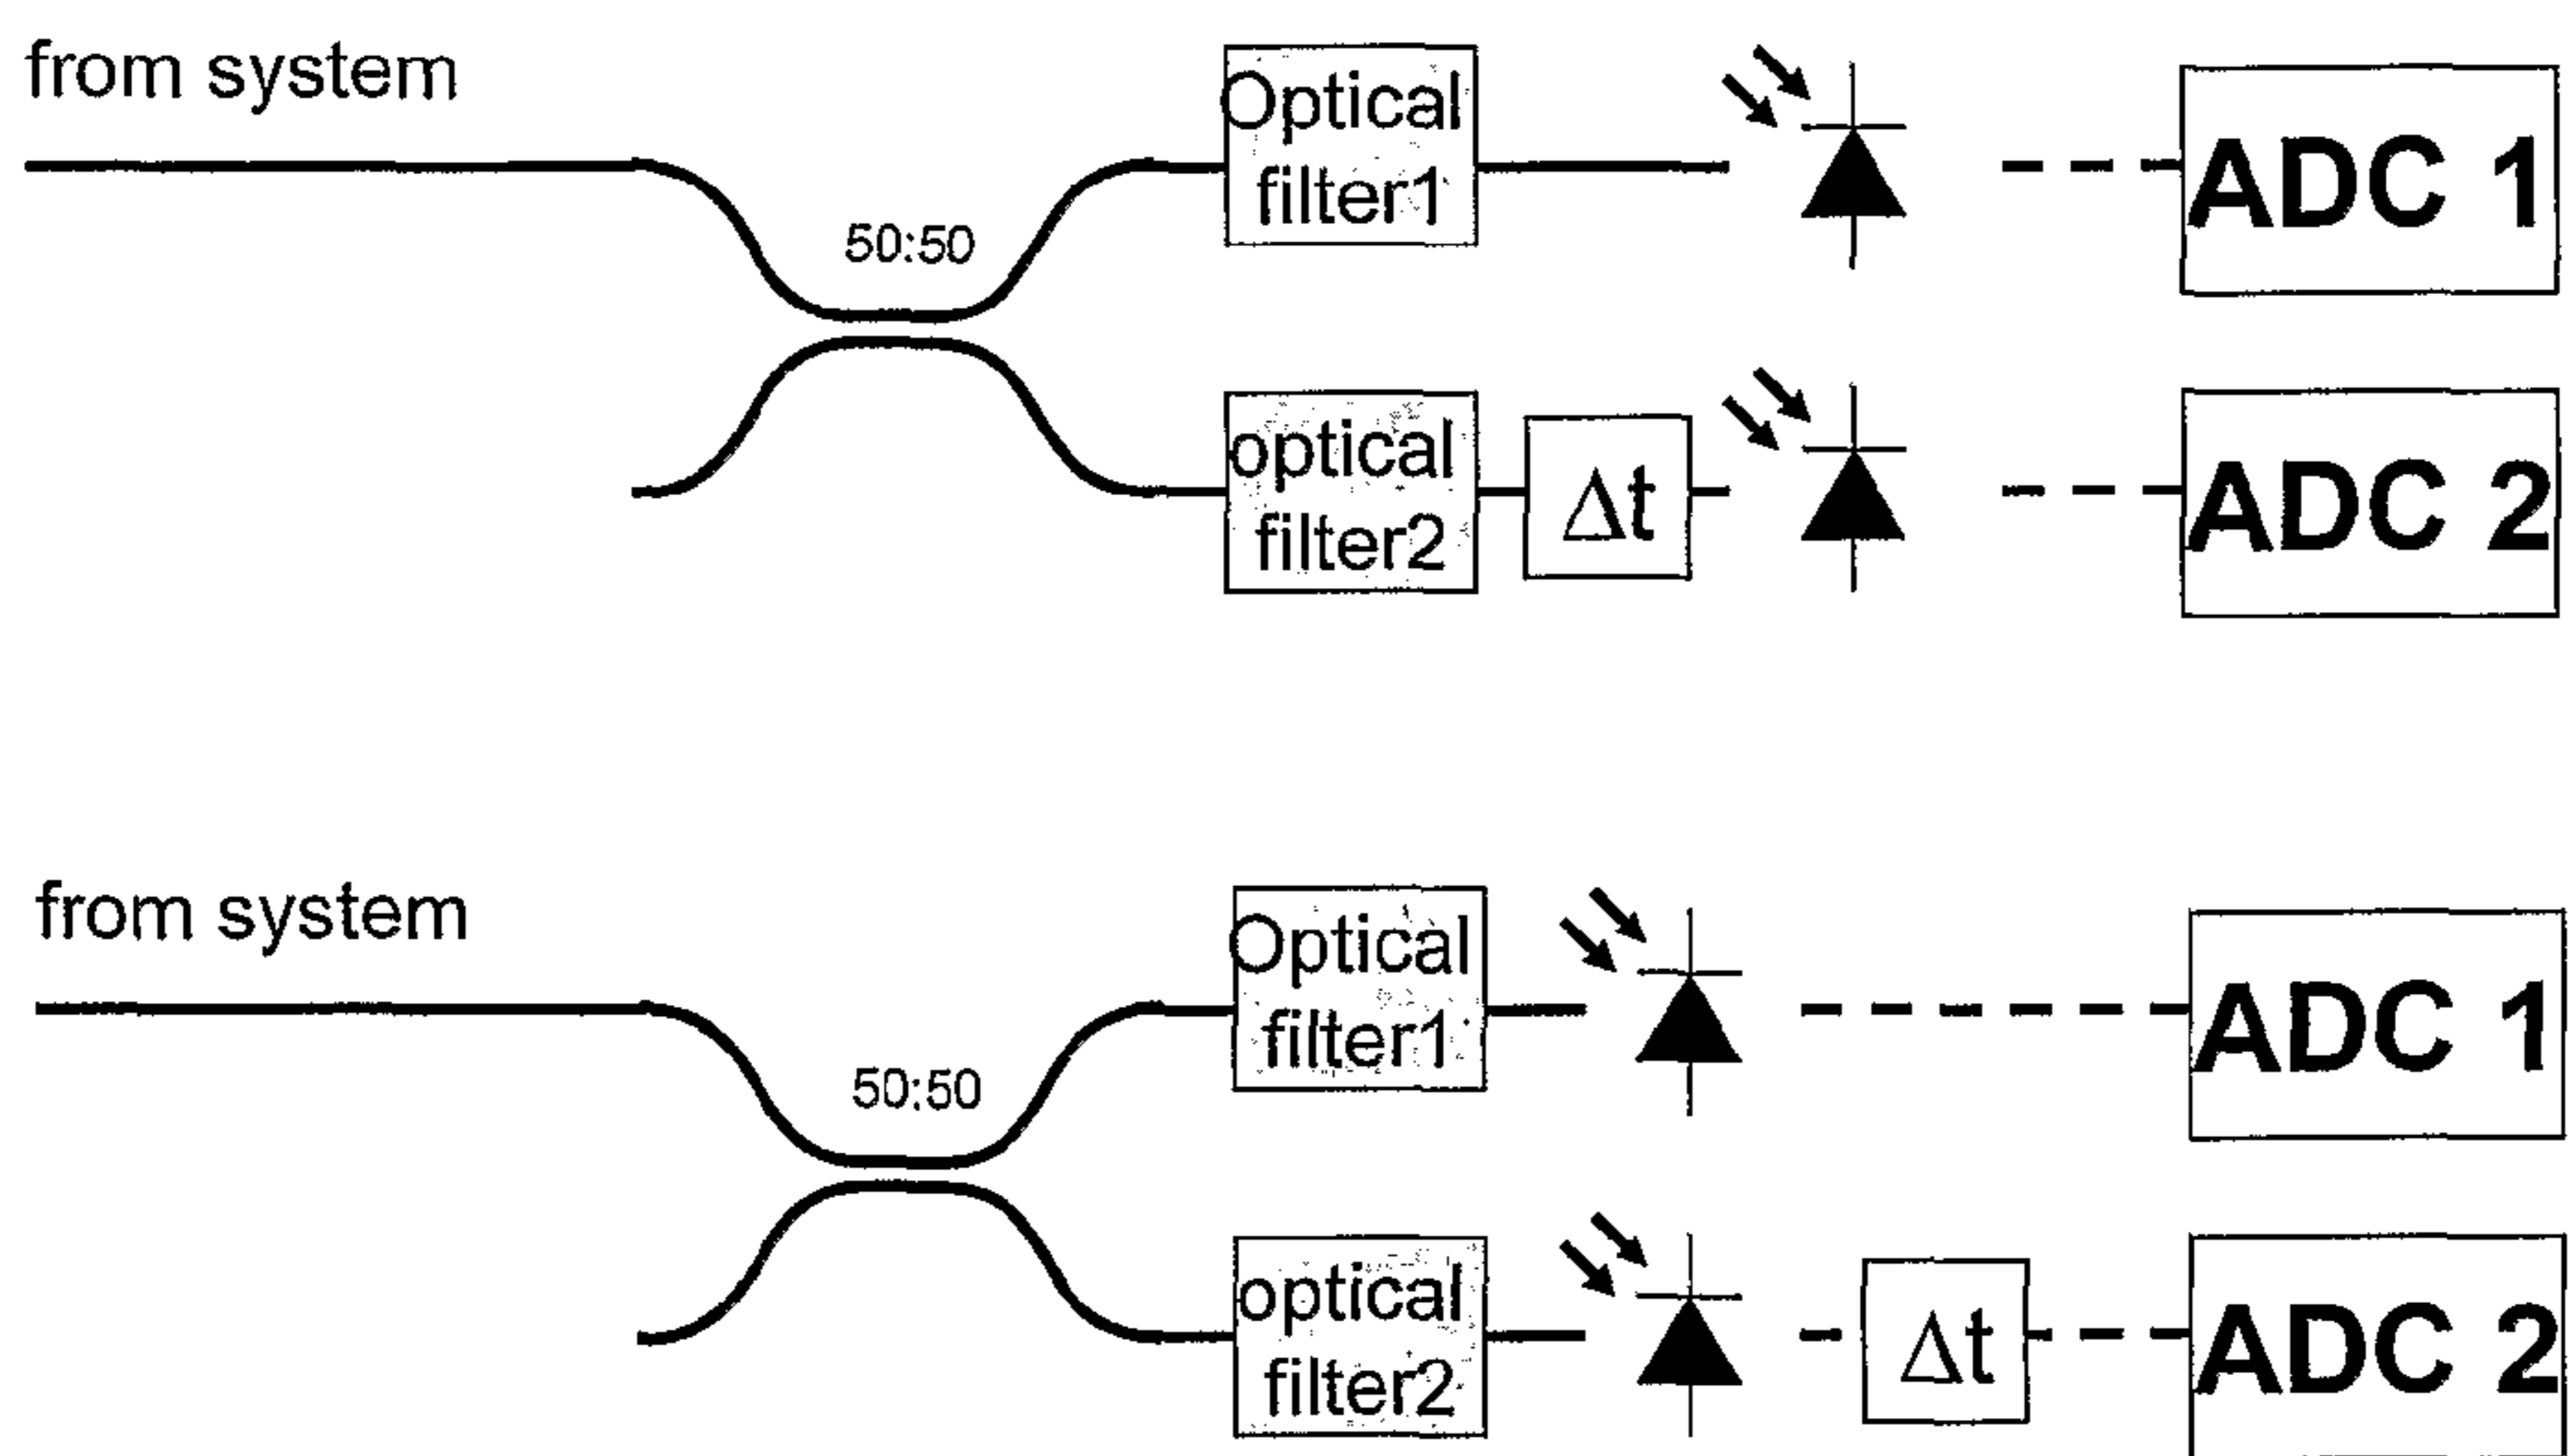 from system
Optical
filter1
ADC 1
50:50
optical
filter2
Δt
ADC 2
from system
Optical
filter1
ADC 1
50:50
optical
filter2
Δt
ADC 2